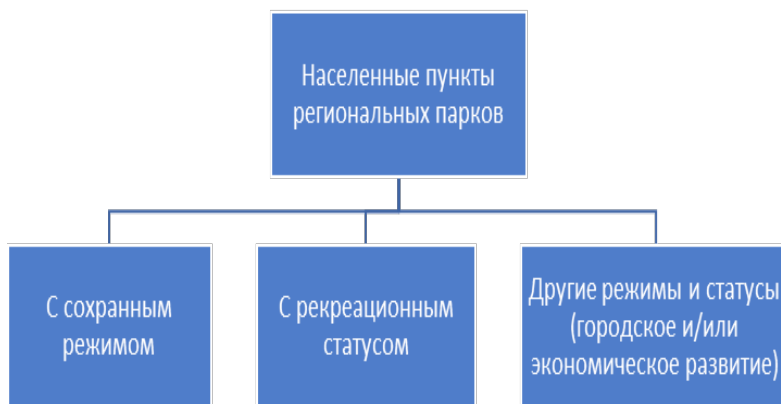 Населенные пункты
региональных парков
С сохранным
режимом
С рекреационным
статусом
Другие режимы и статусы
(городское и/или
экономическое развитие)